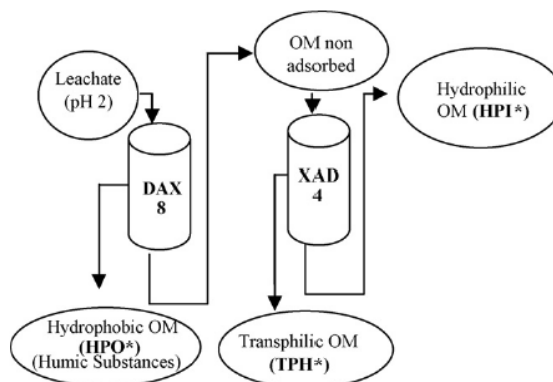 Leachate
(pH 2)
DAX
8
OM non
adsorbed
XAD
4
Hydrophilic
OM (HPI*)
Hydrophobic OM
(HPO*)
(Humic Substances)
Transphilic OM
(TPH*)